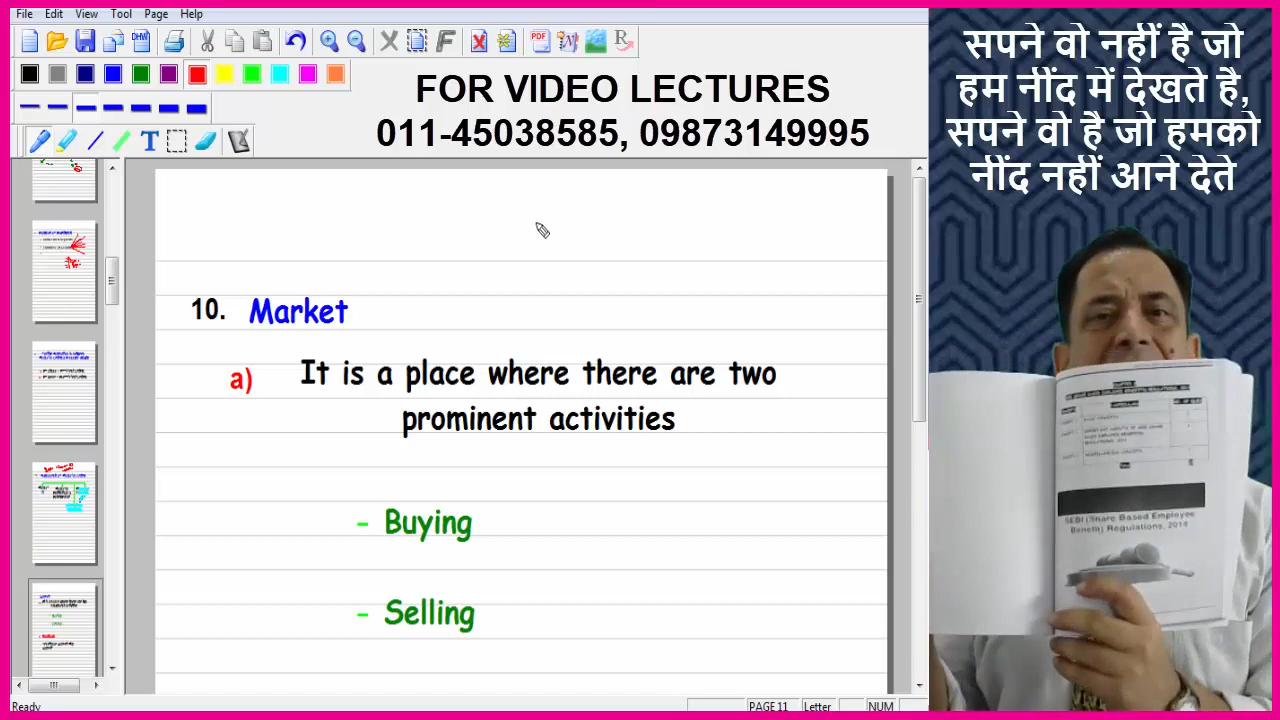 File Edit View Tool Page Help
FOR VIDEO LECTURES
011-45038585, 09873149995
सपने वो नहीं है जो
हम नींद में देखते है,
सपने वो है जो हमको
नींद नहीं आने देते
10. Market
a) It is a place where there are two
prominent activities
- Buying
- Selling
SEBI (Share Based Employee
Benefit) Regulations, 2014
Ready
PAGE 11 Letter NUM